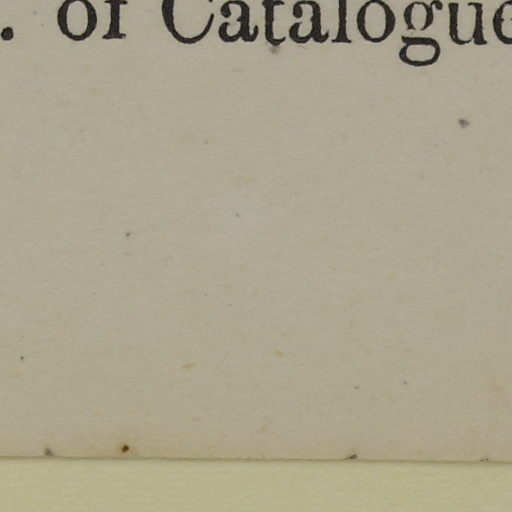 . of Catalogue